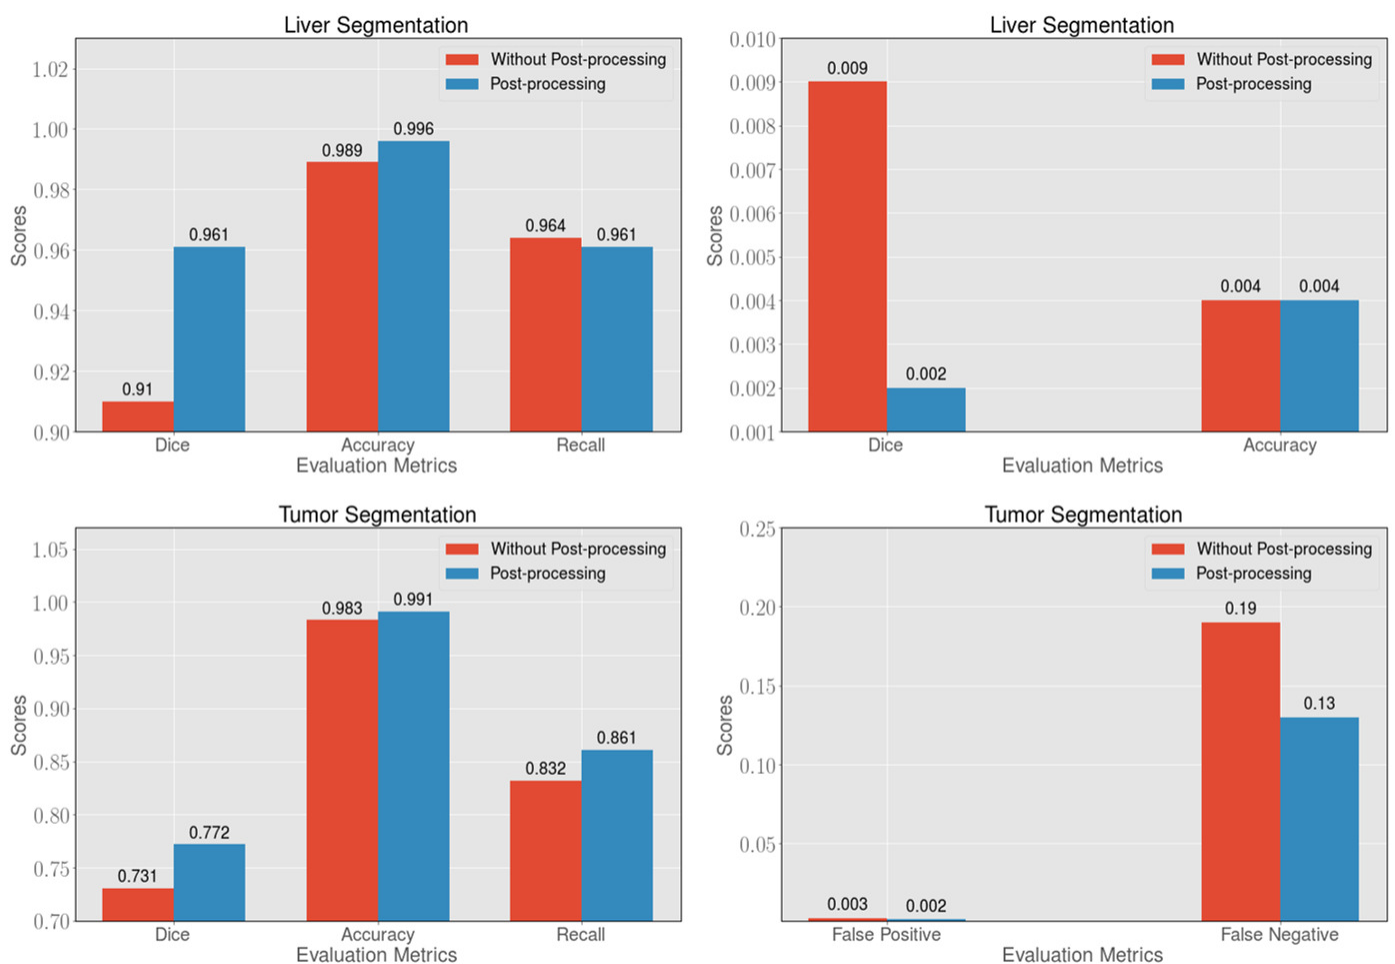 Liver Segmentation
Without Post-processing
Post-processing
1.02
1.00
0.98
0.96
0.94
0.92
0.90
Scores
0.91
0.961
0.989
0.996
0.964
0.961
Dice
Accuracy
Recall
Evaluation Metrics
Liver Segmentation
Without Post-processing
Post-processing
0.010
0.009
0.008
0.007
0.006
0.005
0.004
0.003
0.002
0.001
Scores
0.009
0.002
0.004
0.004
Dice
Accuracy
Evaluation Metrics
Tumor Segmentation
Without Post-processing
Post-processing
1.05
1.00
0.95
0.90
0.85
0.80
0.75
0.70
Scores
0.731
0.772
0.983
0.991
0.832
0.861
Dice
Accuracy
Recall
Evaluation Metrics
Tumor Segmentation
Without Post-processing
Post-processing
0.25
0.20
0.15
0.10
0.05
Scores
0.003
0.002
0.19
0.13
False Positive
False Negative
Evaluation Metrics